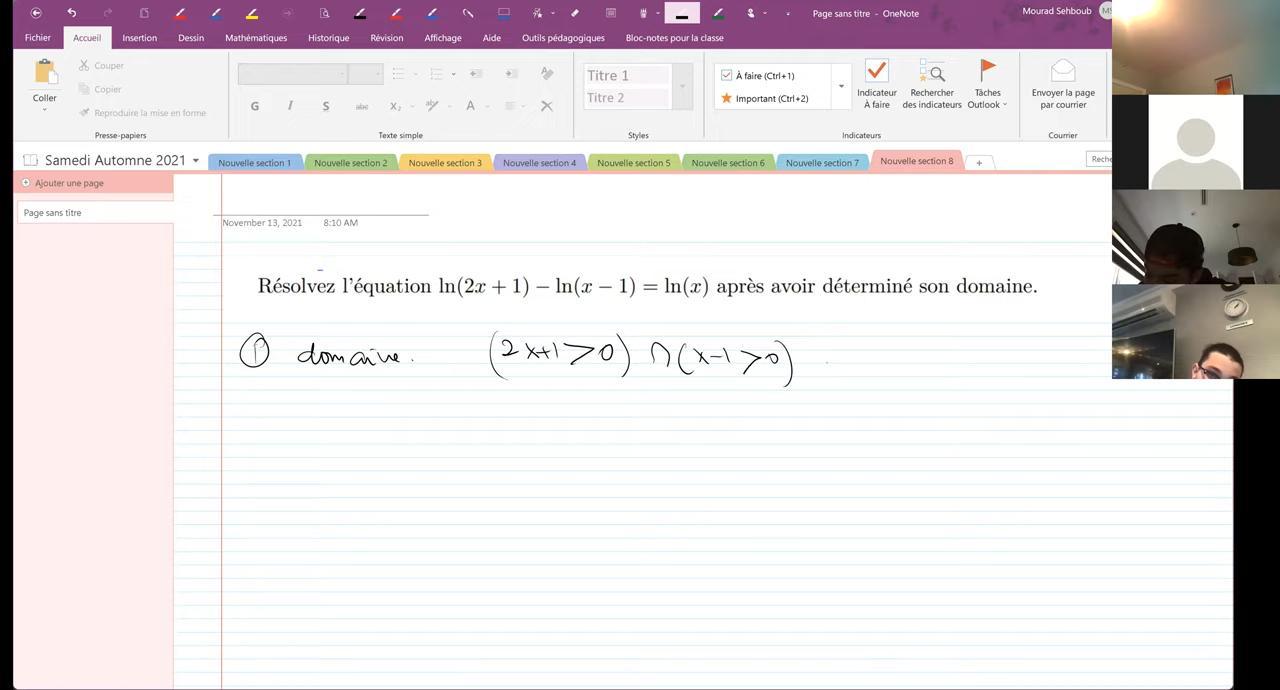 Page sans titre - OneNote
Mourad Sehboub
MS
Fichier Accueil Insertion Dessin Mathématiques Historique Révision Affichage Aide Outils pédagogiques Bloc-notes pour la classe
Coller
Couper
Copier
Reproduire la mise en forme
Presse-papiers
G I S abc X₂ A
Texte simple
Titre 1
Titre 2
Styles
À faire (Ctrl+1)
Important (Ctrl+2)
Indicateur
À faire
Rechercher
des indicateurs
Tâches
Outlook
Indicateurs
Envoyer la page
par courrier
Courrier
Samedi Automne 2021
Nouvelle section 1 Nouvelle section 2 Nouvelle section 3 Nouvelle section 4 Nouvelle section 5 Nouvelle section 6 Nouvelle section 7 Nouvelle section 8 +
Reche
Ajouter une page
Page sans titre
November 13, 2021 8:10 AM
Résolvez l'équation ln(2x + 1) − ln(x − 1) = ln(x) après avoir déterminé son domaine.
① domaine. (2x+1>0) ∩ (x-1>0)